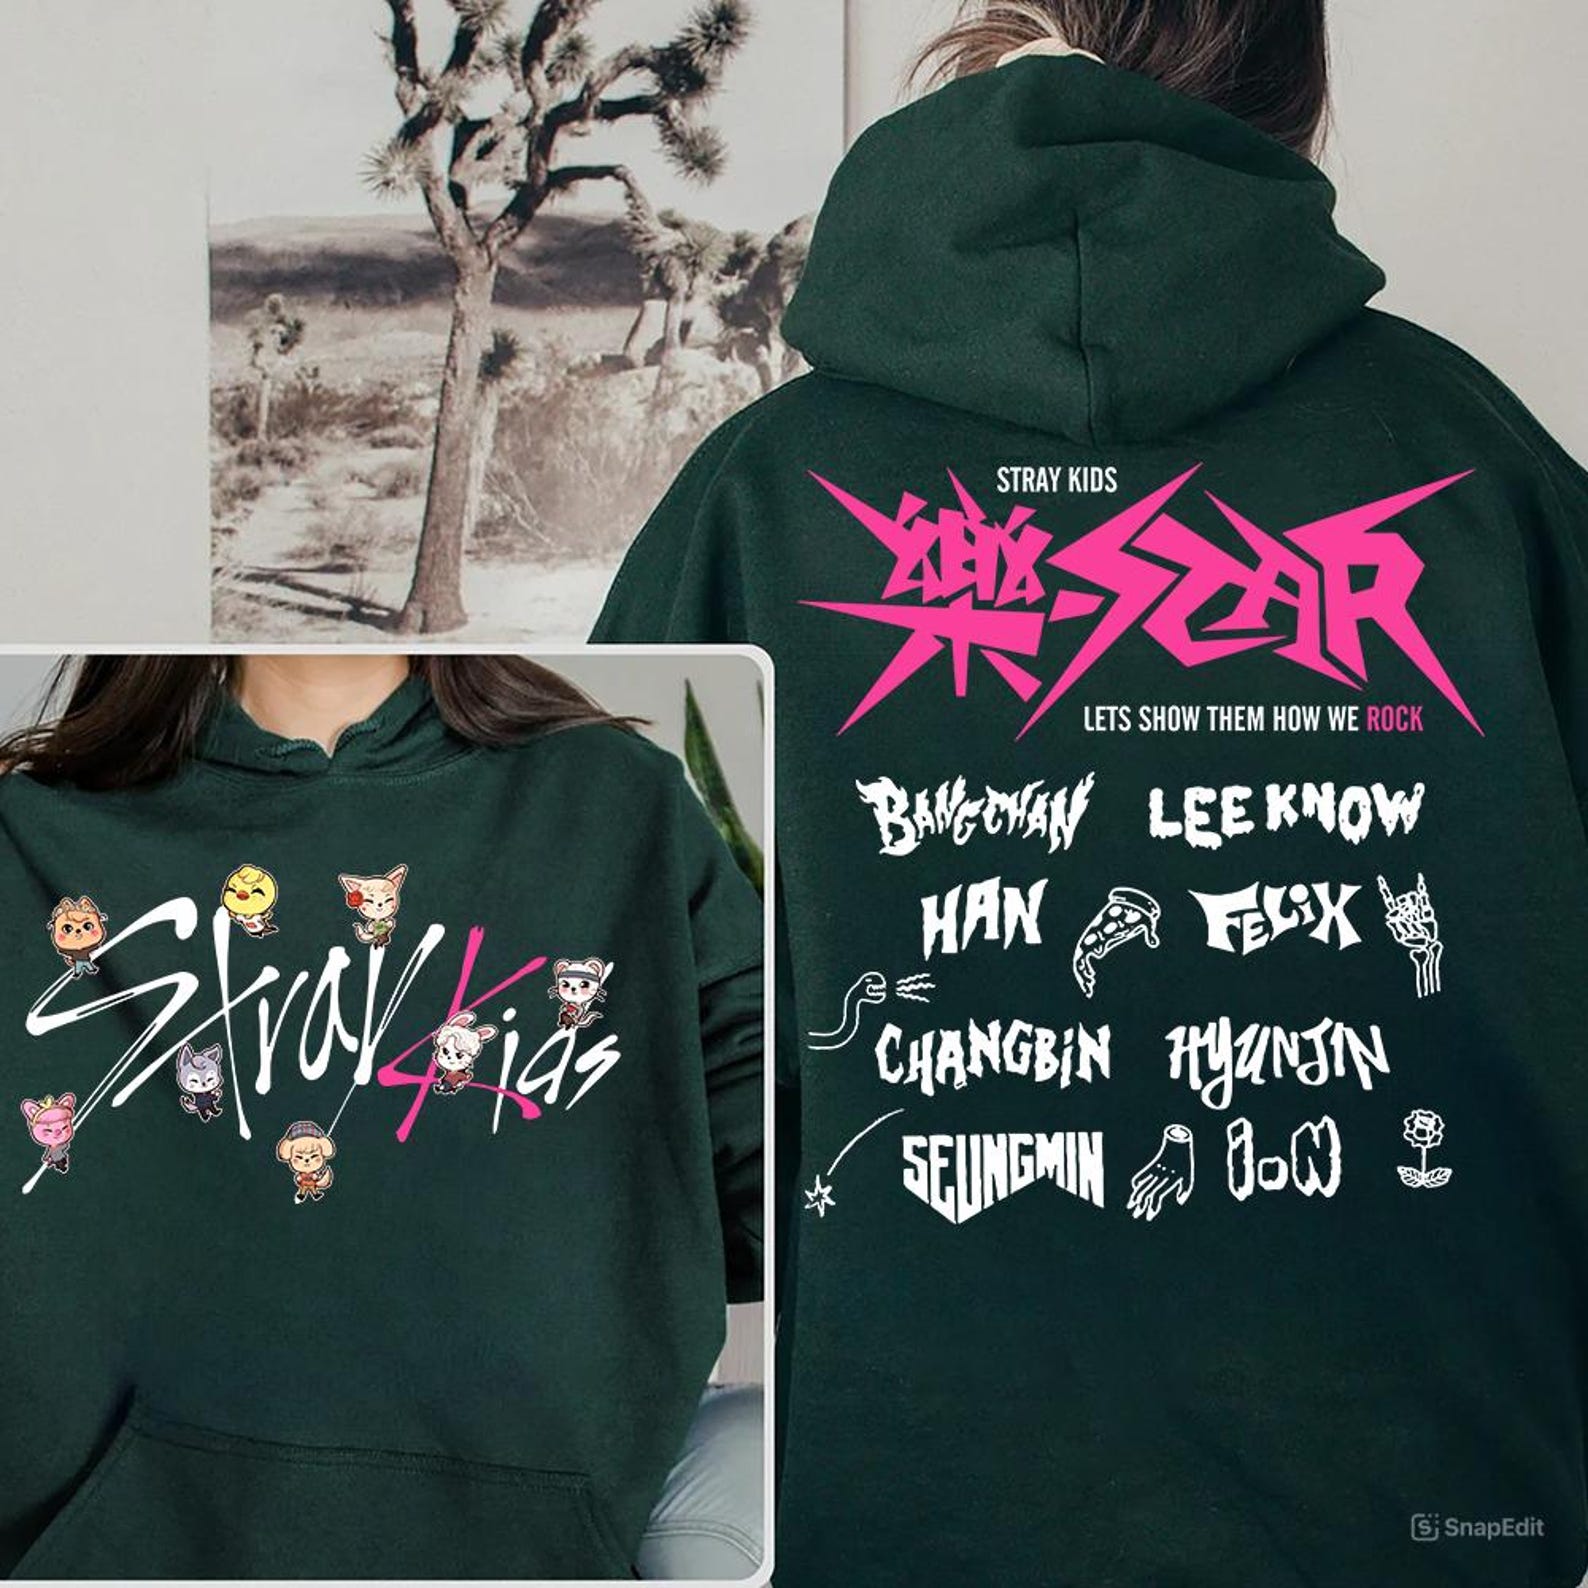 STRAY KIDS
樂-STAR
LETS SHOW THEM HOW WE ROCK
BANGCHAN LEE KNOW
HAN FELiX
CHANGBiN HYUNJIN
SEUNGMIN i.N
Stray Kids
SnapEdit